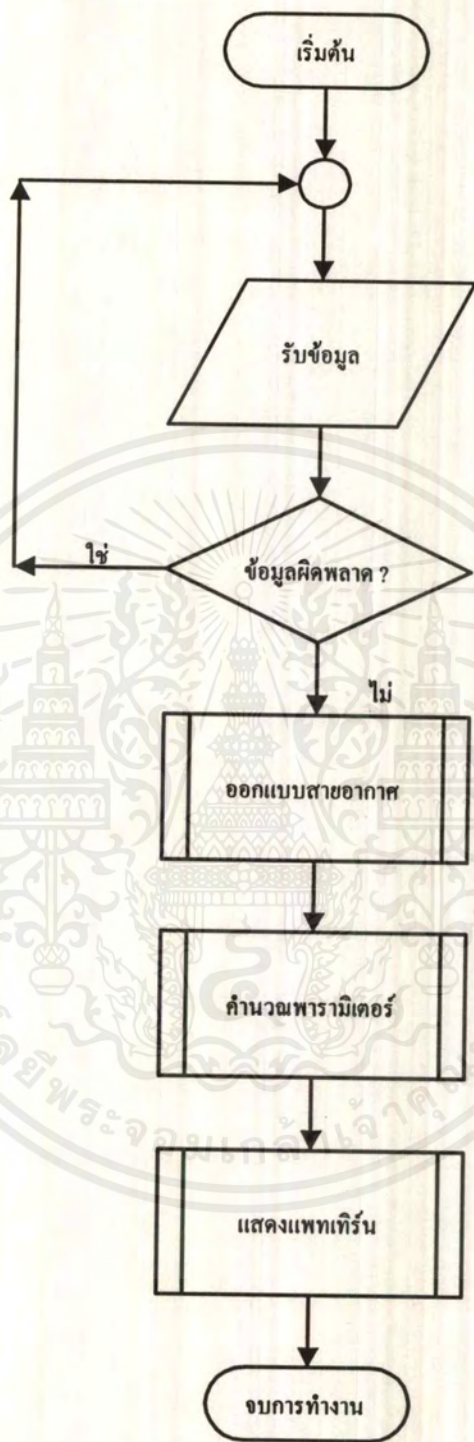 เริ่มต้น
รับข้อมูล
ข้อมูลผิดพลาด ?
ใช่
ไม่
ออกแบบสายอากาศ
คำนวณพารามิเตอร์
แสดงแพทเทิร์น
จบการทำงาน